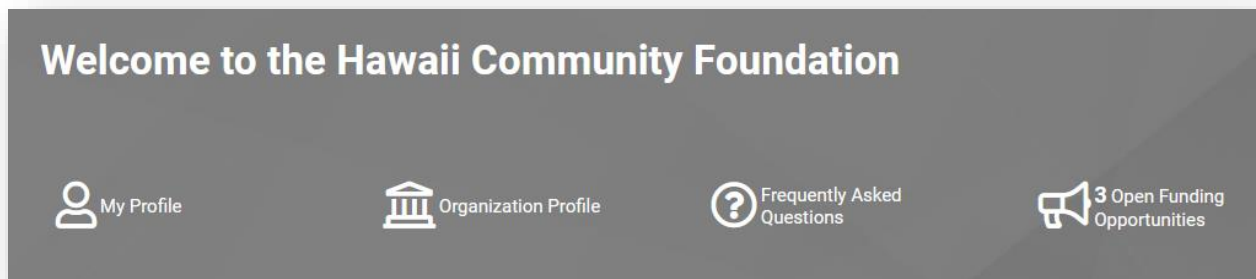 Welcome to the Hawaii Community Foundation
My Profile
Organization Profile
Frequently Asked
Questions
3 Open Funding
Opportunities